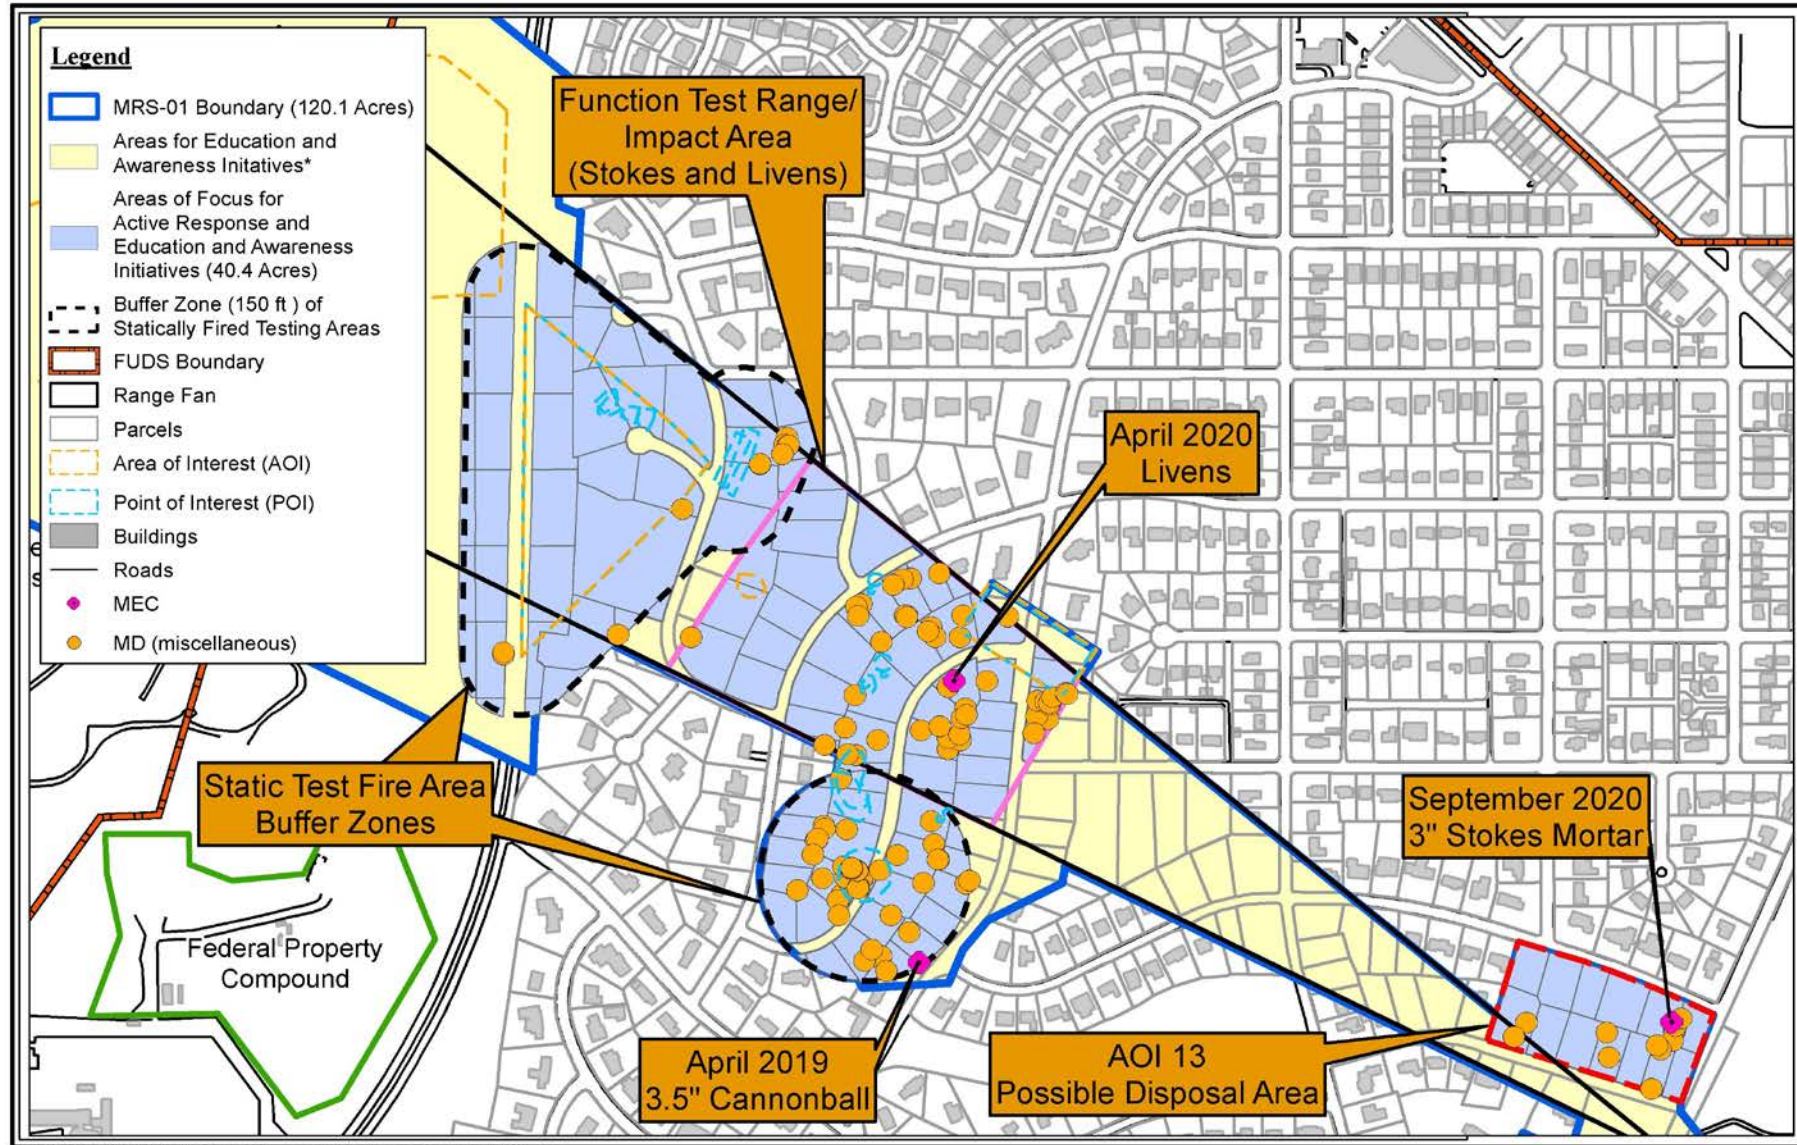 Legend
MRS-01 Boundary (120.1 Acres)
Areas for Education and
Awareness Initatives*
Areas of Focus for
Active Response and
Education and Awareness
Initiatives (40.4 Acres)
Buffer Zone (150 ft ) of
Statically Fired Testing Areas
FUDS Boundary
Range Fan
Parcels
Area of Interest (AOI)
Point of Interest (POI)
Buildings
Roads
MEC
MD (miscellaneous)
Function Test Range/
Impact Area
(Stokes and Livens)
April 2020
Livens
Static Test Fire Area
Buffer Zones
September 2020
3" Stokes Mortar
Federal Property
Compound
April 2019
3.5" Cannonball
AOI 13
Possible Disposal Area